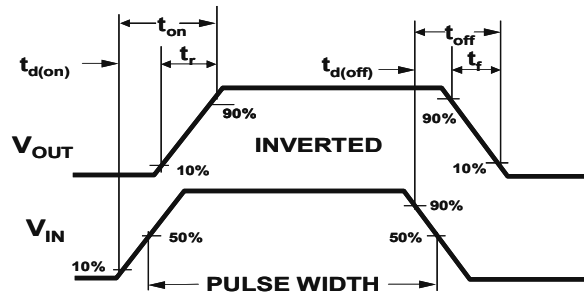 t_on
t_off
t_d(on)
t_r
t_d(off)
t_f
90%
90%
V_OUT
INVERTED
10%
10%
90%
V_IN
50%
50%
10%
PULSE WIDTH